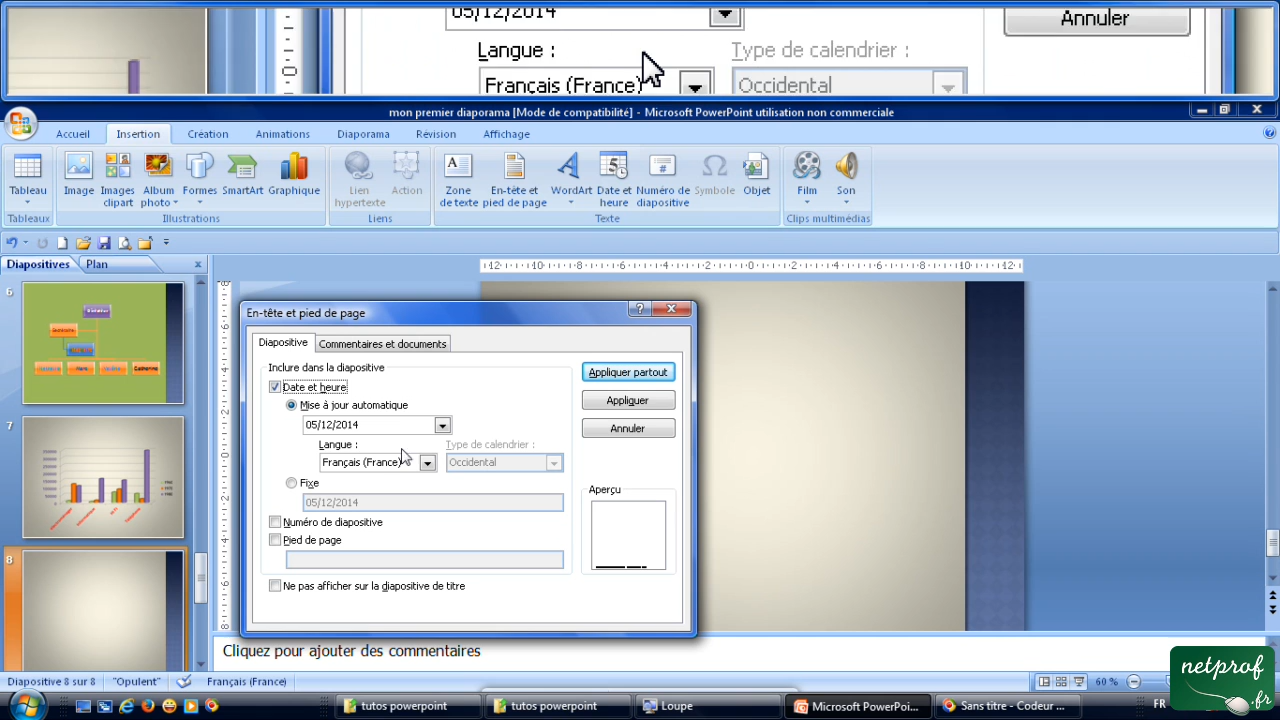 05/12/2014
Annuler
Langue :
Type de calendrier :
Français (France)
Occidental
mon premier diaporama [Mode de compatibilité] - Microsoft PowerPoint utilisation non commerciale
Accueil
Insertion
Création
Animations
Diaporama
Révision
Affichage
Tableau
Image
Images clipart
Album photo
Formes
SmartArt
Graphique
Lien hypertexte
Action
Zone de texte
En-tête et pied de page
WordArt
Date et heure
Numéro de diapositive
Symbole
Objet
Film
Son
Tableaux
Illustrations
Liens
Texte
Clips multimédias
Diapositives
Plan
6
7
8
En-tête et pied de page
Diapositive
Commentaires et documents
Inclure dans la diapositive
Date et heure
Mise à jour automatique
05/12/2014
Langue :
Type de calendrier :
Français (France)
Occidental
Fixe
05/12/2014
Numéro de diapositive
Pied de page
Ne pas afficher sur la diapositive de titre
Appliquer partout
Appliquer
Annuler
Aperçu
Cliquez pour ajouter des commentaires
Diapositive 8 sur 8
"Opulent"
Français (France)
60 %
tutos powerpoint
tutos powerpoint
Loupe
Microsoft PowerPoi...
Sans titre - Codeur ...
FR
netprof
.fr